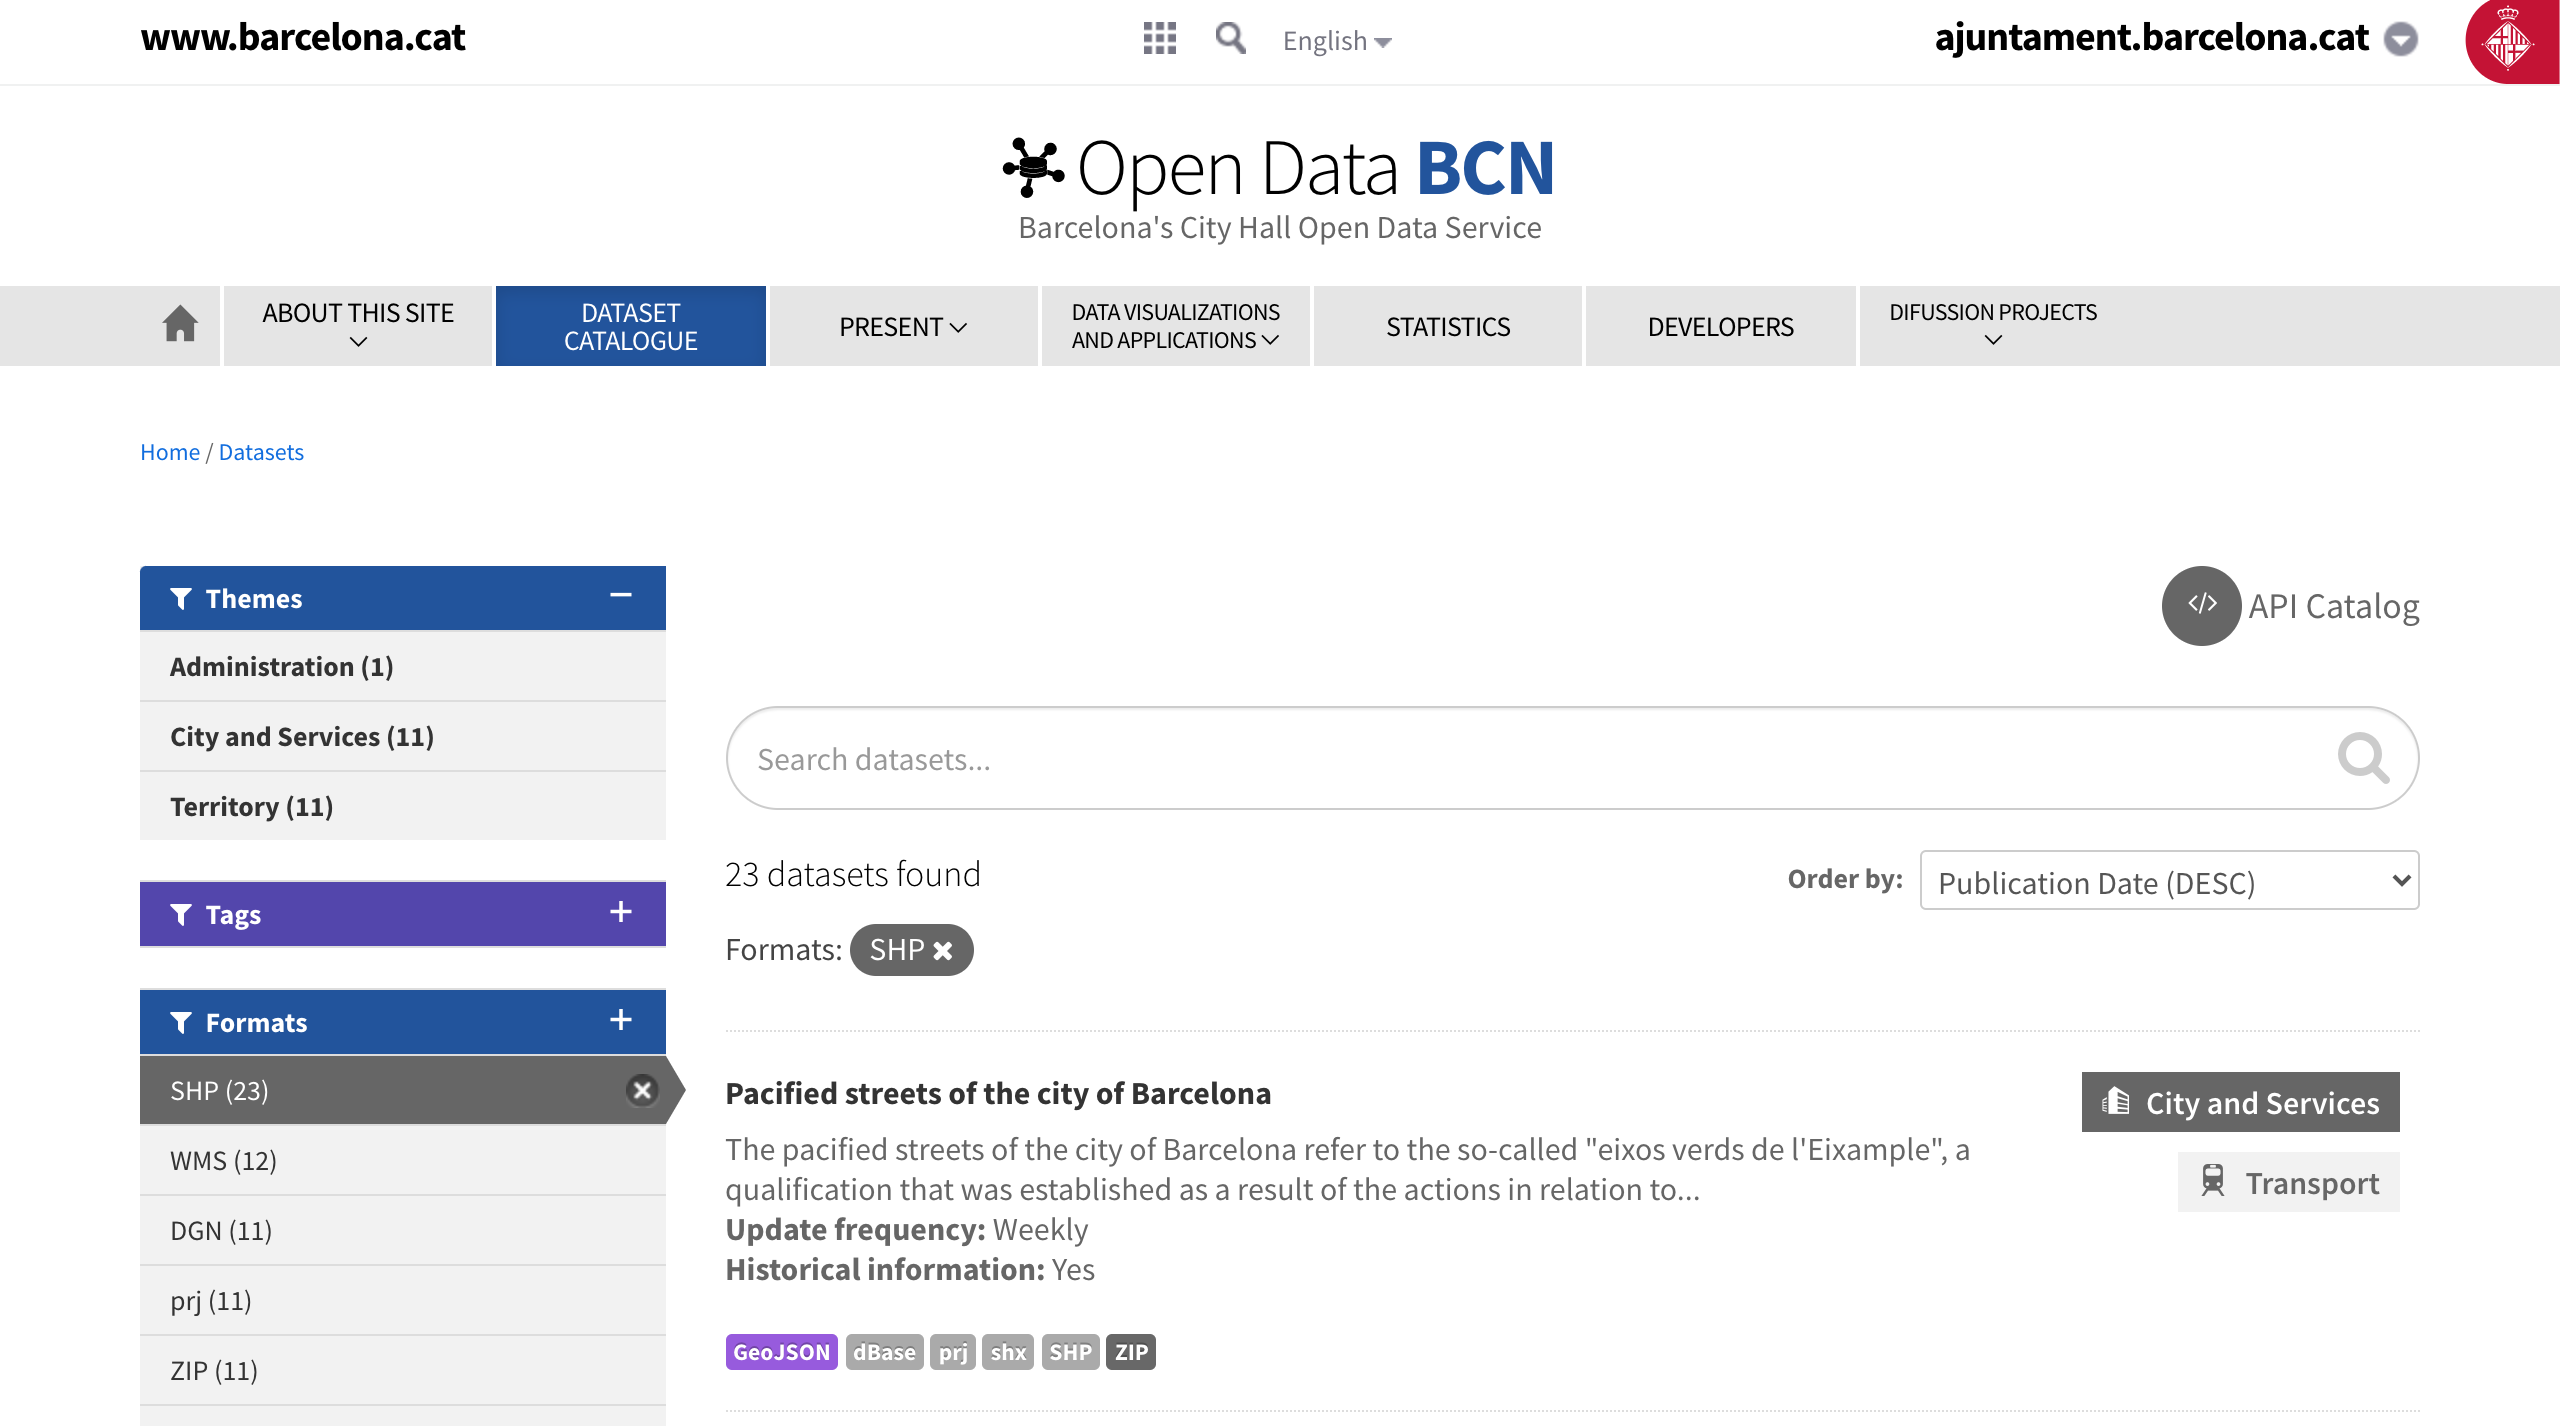 www.barcelona.cat
English
ajuntament.barcelona.cat
Open Data BCN
Barcelona's City Hall Open Data Service
ABOUT THIS SITE
DATASET
CATALOGUE
PRESENT
DATA VISUALIZATIONS
AND APPLICATIONS
STATISTICS
DEVELOPERS
DIFUSSION PROJECTS
Home / Datasets
Themes
Administration (1)
City and Services (11)
Territory (11)
Tags
Formats
SHP (23)
WMS (12)
DGN (11)
prj (11)
ZIP (11)
API Catalog
Search datasets...
23 datasets found
Order by: Publication Date (DESC)
Formats: SHP
Pacified streets of the city of Barcelona
The pacified streets of the city of Barcelona refer to the so-called "eixos verds de l'Eixample", a
qualification that was established as a result of the actions in relation to...
Update frequency: Weekly
Historical information: Yes
GeoJSON dBase prj shx SHP ZIP
City and Services
Transport